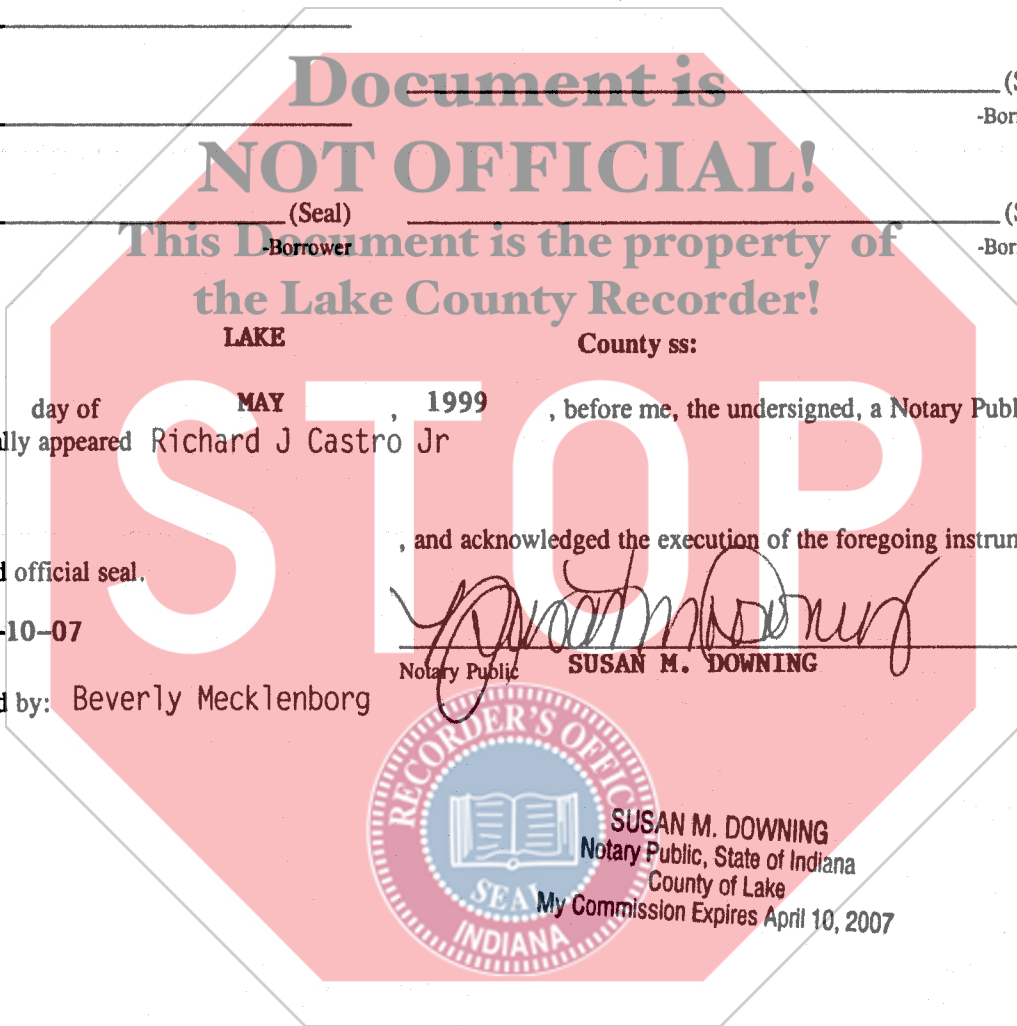 Document is
(S
-Borr
NOT OFFICIAL!
(Seal) (S
This Document is the property of
-Borrower -Borr
the Lake County Recorder!
LAKE County ss:
STOP
day of MAY , 1999 , before me, the undersigned, a Notary Publ
lly appeared Richard J Castro Jr
, and acknowledged the execution of the foregoing instrun
d official seal.
-10-07
Notary Public SUSAN M. DOWNING
d by: Beverly Mecklenborg
RECORDER'S OFFIC
SEAL
INDIANA
SUSAN M. DOWNING
Notary Public, State of Indiana
County of Lake
My Commission Expires April 10, 2007